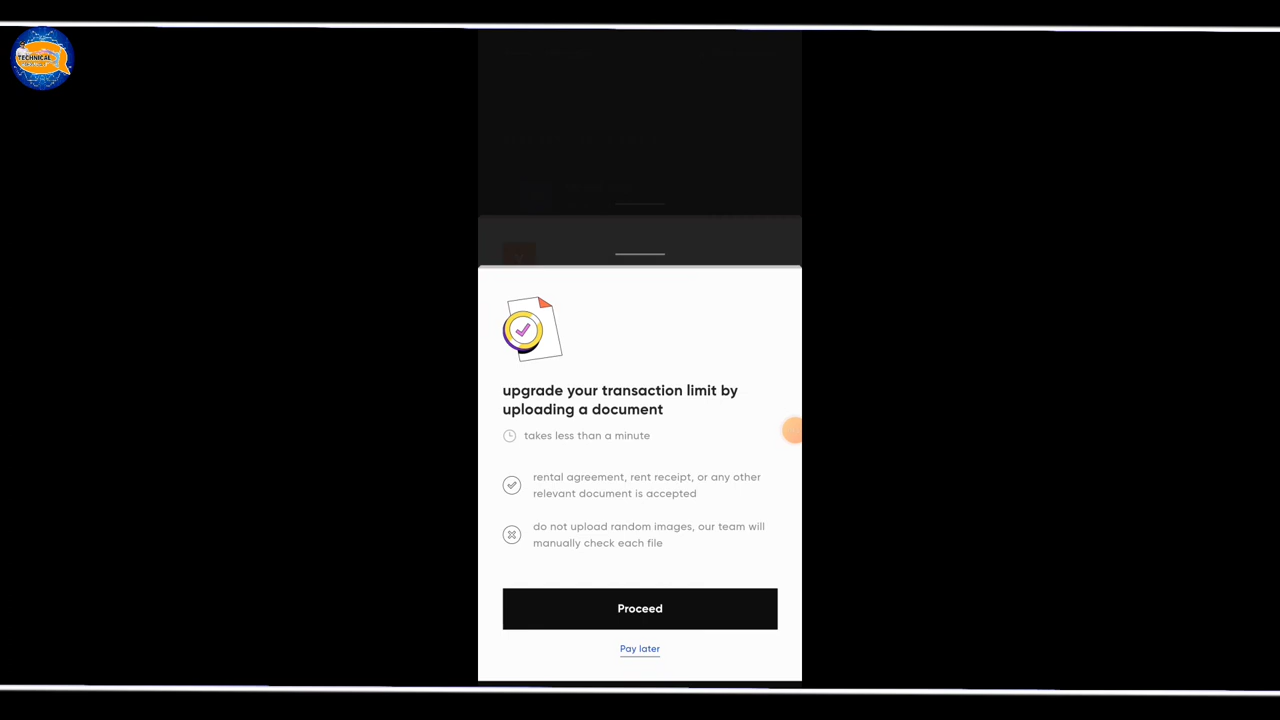 TECHNICAL
upgrade your transaction limit by
uploading a document
takes less than a minute
rental agreement, rent receipt, or any other
relevant document is accepted
do not upload random images, our team will
manually check each file
Proceed
Pay later